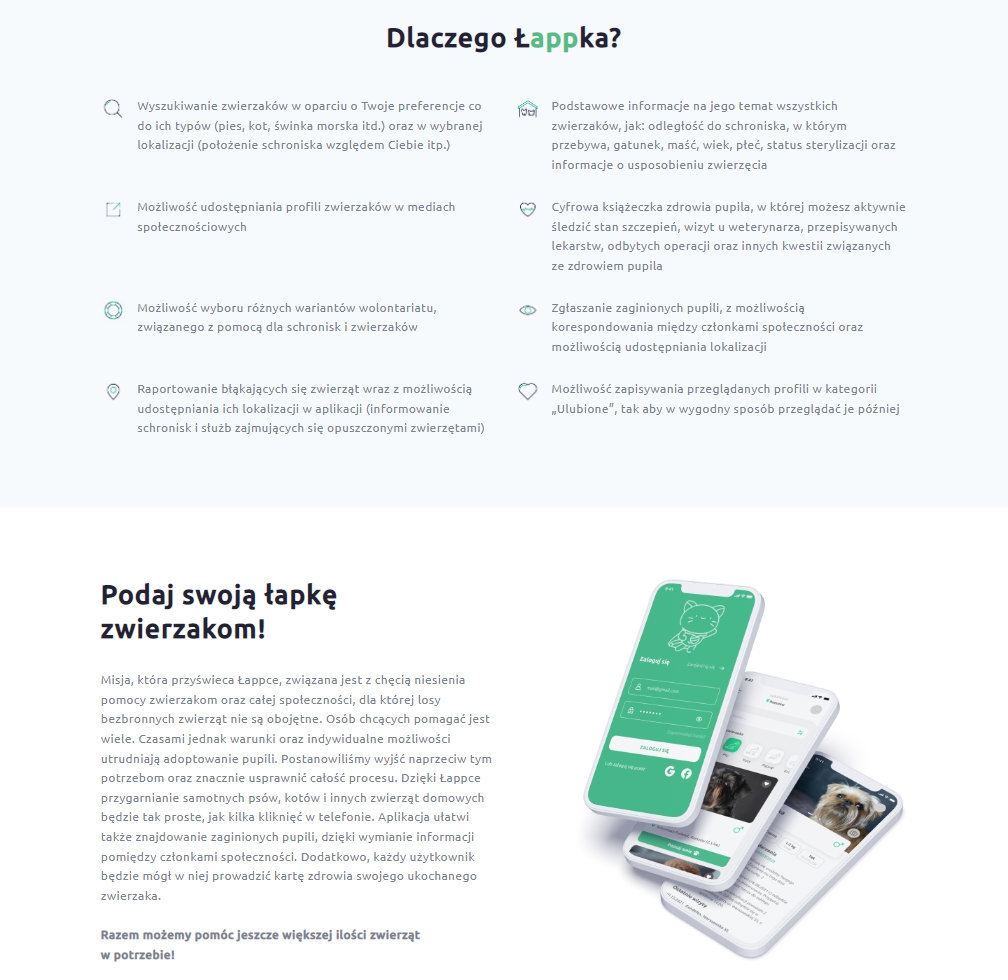 Dlaczego Łappka?
Wyszukiwanie zwierzaków w oparciu o Twoje preferencje co
do ich typów (pies, kot, świnka morska itd.) oraz w wybranej
lokalizacji (położenie schroniska względem Ciebie itp.)
Podstawowe informacje na jego temat wszystkich
zwierzaków, jak: odległość do schroniska, w którym
przebywa, gatunek, maść, wiek, płeć, status sterylizacji oraz
informacje o usposobieniu zwierzęcia
Możliwość udostępniania profili zwierzaków w mediach
społecznościowych
Cyfrowa książeczka zdrowia pupila, w której możesz aktywnie
śledzić stan szczepień, wizyt u weterynarza, przepisywanych
lekarstw, odbytych operacji oraz innych kwestii związanych
ze zdrowiem pupila
Możliwość wyboru różnych wariantów wolontariatu,
związanego z pomocą dla schronisk i zwierzaków
Zgłaszanie zaginionych pupili, z możliwością
korespondowania między członkami społeczności oraz
możliwością udostępniania lokalizacji
Raportowanie błąkających się zwierząt wraz z możliwością
udostępniania ich lokalizacji w aplikacji (informowanie
schronisk i służb zajmujących się opuszczonymi zwierzętami)
Możliwość zapisywania przeglądanych profili w kategorii
„Ulubione”, tak aby w wygodny sposób przeglądać je później
Podaj swoją łapkę
zwierzakom!
Misja, która przyświeca Łappce, związana jest z chęcią niesienia
pomocy zwierzakom oraz całej społeczności, dla której losy
bezbronnych zwierząt nie są obojętne. Osób chcących pomagać jest
wiele. Czasami jednak warunki oraz indywidualne możliwości
utrudniają adoptowanie pupili. Postanowiliśmy wyjść naprzeciw tym
potrzebom oraz znacznie usprawnić całość procesu. Dzięki Łappce
przygarnianie samotnych psów, kotów i innych zwierząt domowych
będzie tak proste, jak kilka kliknięć w telefonie. Aplikacja ułatwi
także znajdowanie zaginionych pupili, dzięki wymianie informacji
pomiędzy członkami społeczności. Dodatkowo, każdy użytkownik
będzie mógł w niej prowadzić kartę zdrowia swojego ukochanego
zwierzaka.
Razem możemy pomóc jeszcze większej ilości zwierząt
w potrzebie!
Zaloguj się
ZALOGUJ SIĘ
Ostatnie wizyty